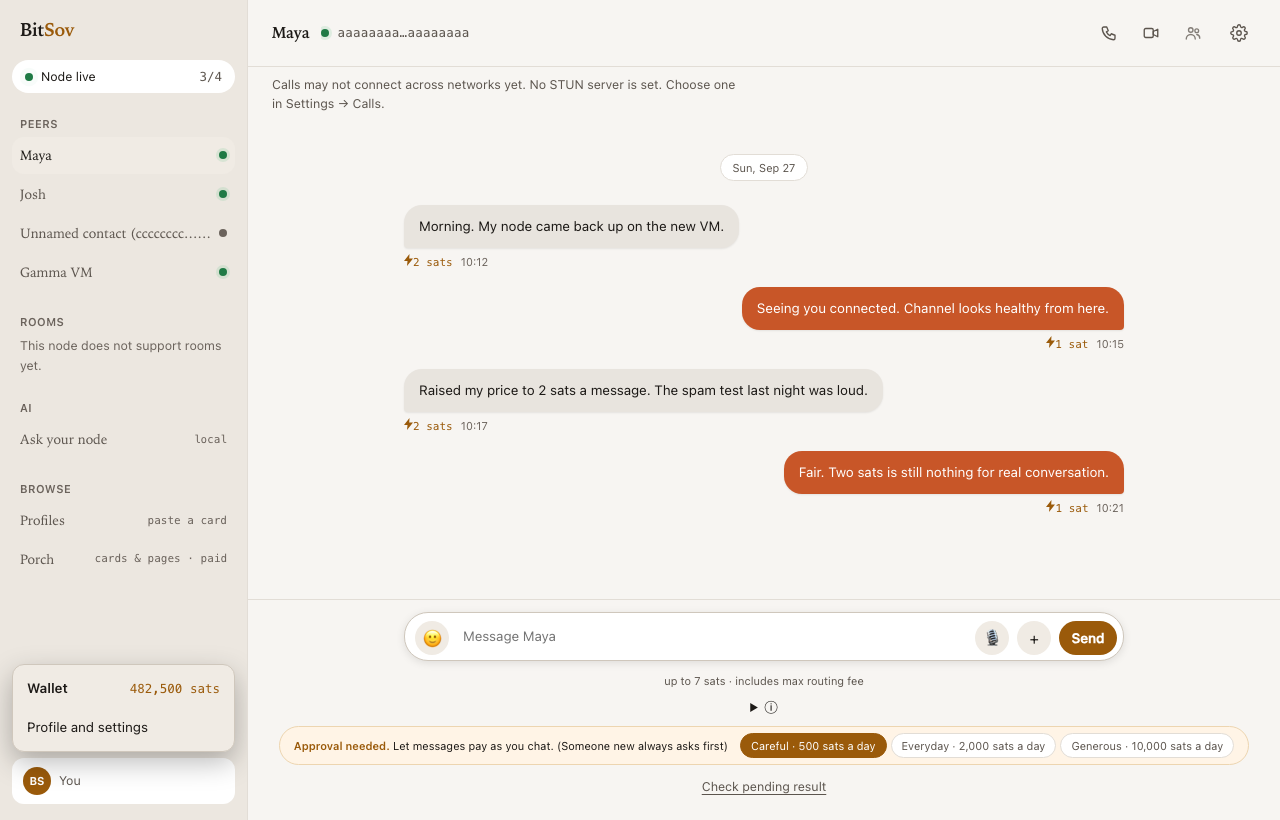 BitSov
Node live 3/4
PEERS
Maya
Josh
Unnamed contact (cccccccc......
Gamma VM
ROOMS
This node does not support rooms
yet.
AI
Ask your node local
BROWSE
Profiles paste a card
Porch cards & pages · paid
Wallet 482,500 sats
Profile and settings
BS You
Maya aaaaaaaa…aaaaaaaa
Calls may not connect across networks yet. No STUN server is set. Choose one
in Settings → Calls.
Sun, Sep 27
Morning. My node came back up on the new VM.
2 sats 10:12
Seeing you connected. Channel looks healthy from here.
1 sat 10:15
Raised my price to 2 sats a message. The spam test last night was loud.
2 sats 10:17
Fair. Two sats is still nothing for real conversation.
1 sat 10:21
Message Maya + Send
up to 7 sats · includes max routing fee
▶ ⓘ
Approval needed. Let messages pay as you chat. (Someone new always asks first) Careful · 500 sats a day Everyday · 2,000 sats a day Generous · 10,000 sats a day
Check pending result